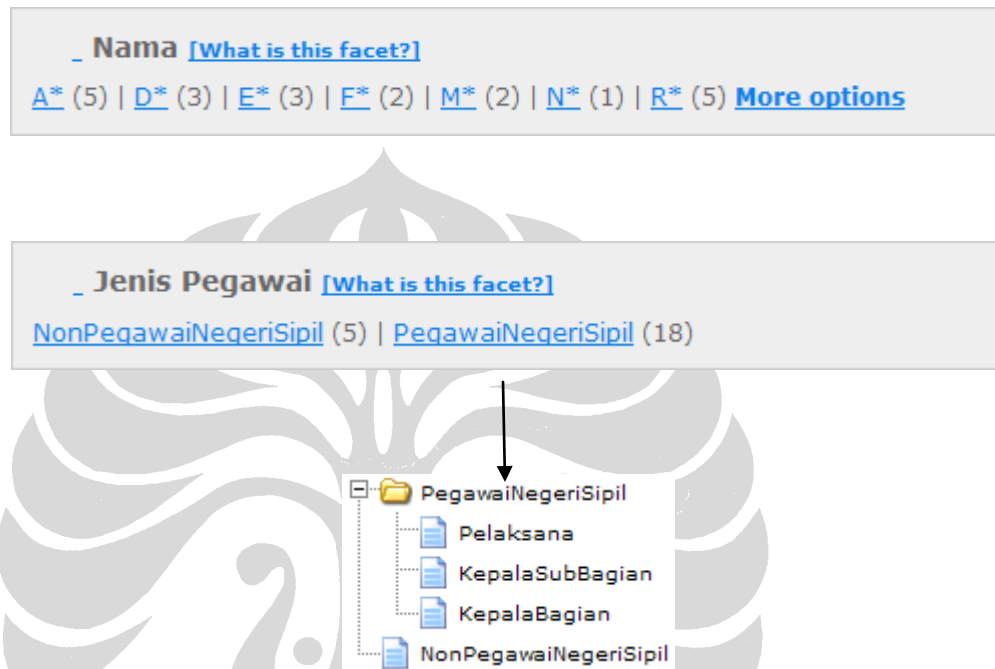 _ Nama [What is this facet?]
A* (5) | D* (3) | E* (3) | F* (2) | M* (2) | N* (1) | R* (5) More options
_ Jenis Pegawai [What is this facet?]
NonPegawaiNegeriSipil (5) | PegawaiNegeriSipil (18)
PegawaiNegeriSipil
Pelaksana
KepalaSubBagian
KepalaBagian
NonPegawaiNegeriSipil